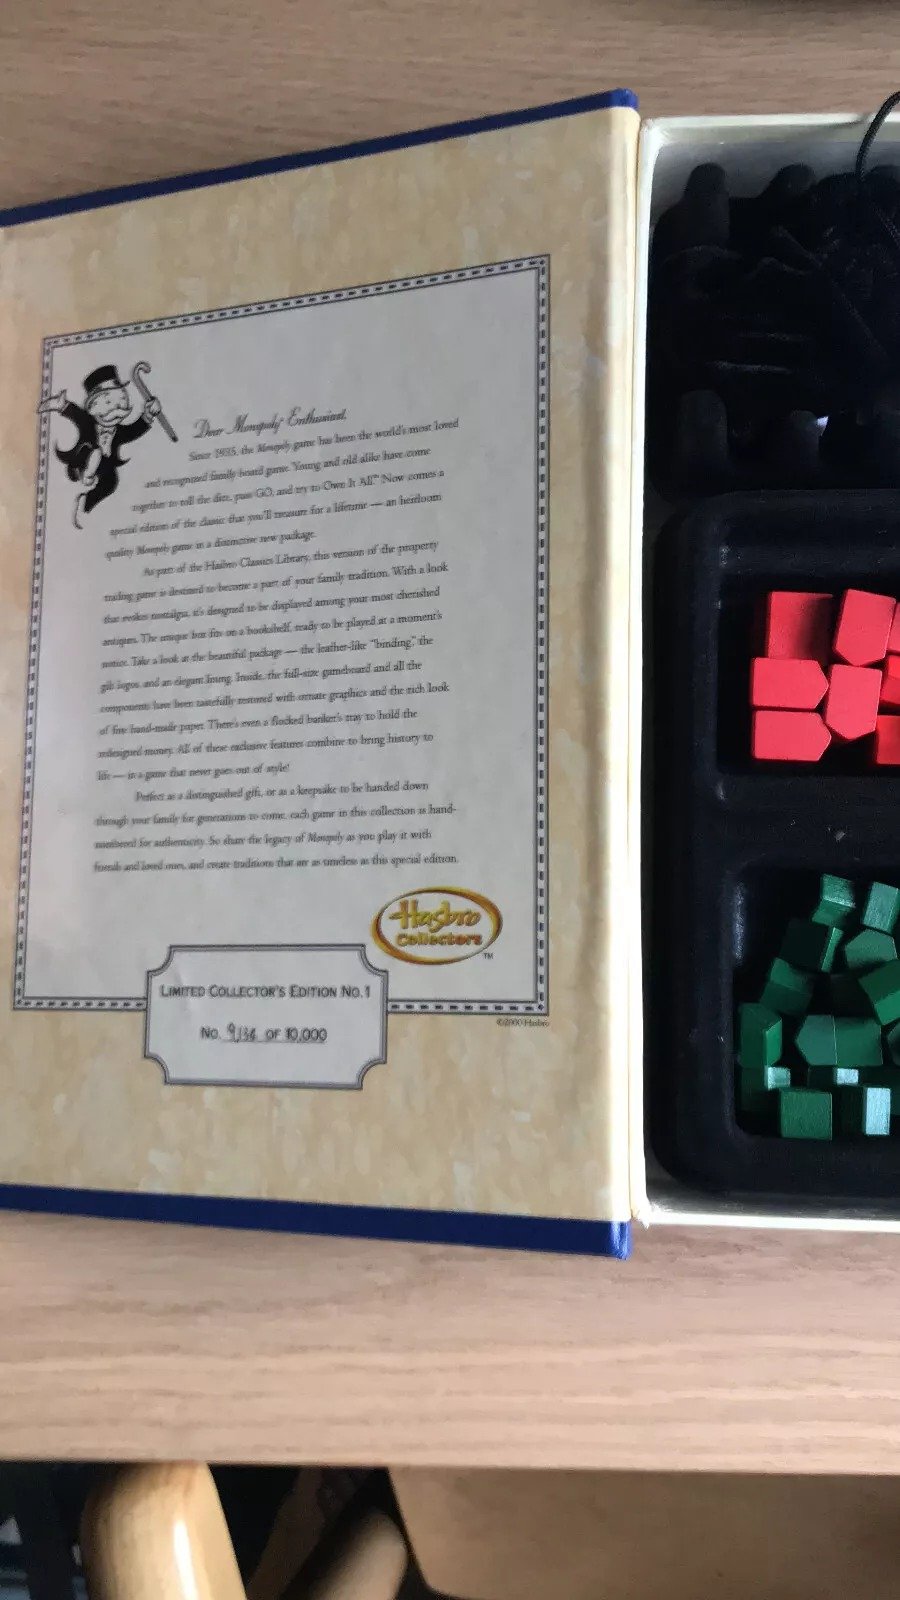 Dear Monopoly Enthusiast,
Since 1935, the Monopoly game has been the world's most loved
and recognized family board game. Young and old alike have come
together to roll the dice, pass GO, and try to Own It All.™ Now comes a
special edition of the classic that you'll treasure for a lifetime — an heirloom
quality Monopoly game in a distinctive new package.
As part of the Hasbro Classics Library, this version of the property
trading game is destined to become a part of your family tradition. With a look
that evokes nostalgia, it's designed to be displayed among your most cherished
antiques. The unique box fits on a bookshelf, ready to be played at a moment's
notice. Take a look at the beautiful package — the leather-like "binding," the
gilt logos, and an elegant lining. Inside, the full-size gameboard and all the
components have been tastefully restored with ornate graphics and the rich look
of fine hand-made paper. There's even a flocked banker's tray to hold the
redesigned money. All of these exclusive features combine to bring history to
life — in a game that never goes out of style!
Perfect as a distinguished gift, or as a keepsake to be handed down
through your family for generations to come, each game in this collection is hand-
numbered for authenticity. So share the legacy of Monopoly as you play it with
friends and loved ones, and create traditions that are as timeless as this special edition.
Hasbro
Collectors
™
LIMITED COLLECTOR'S EDITION NO.1
NO. 9134 OF 10,000
©2000 Hasbro